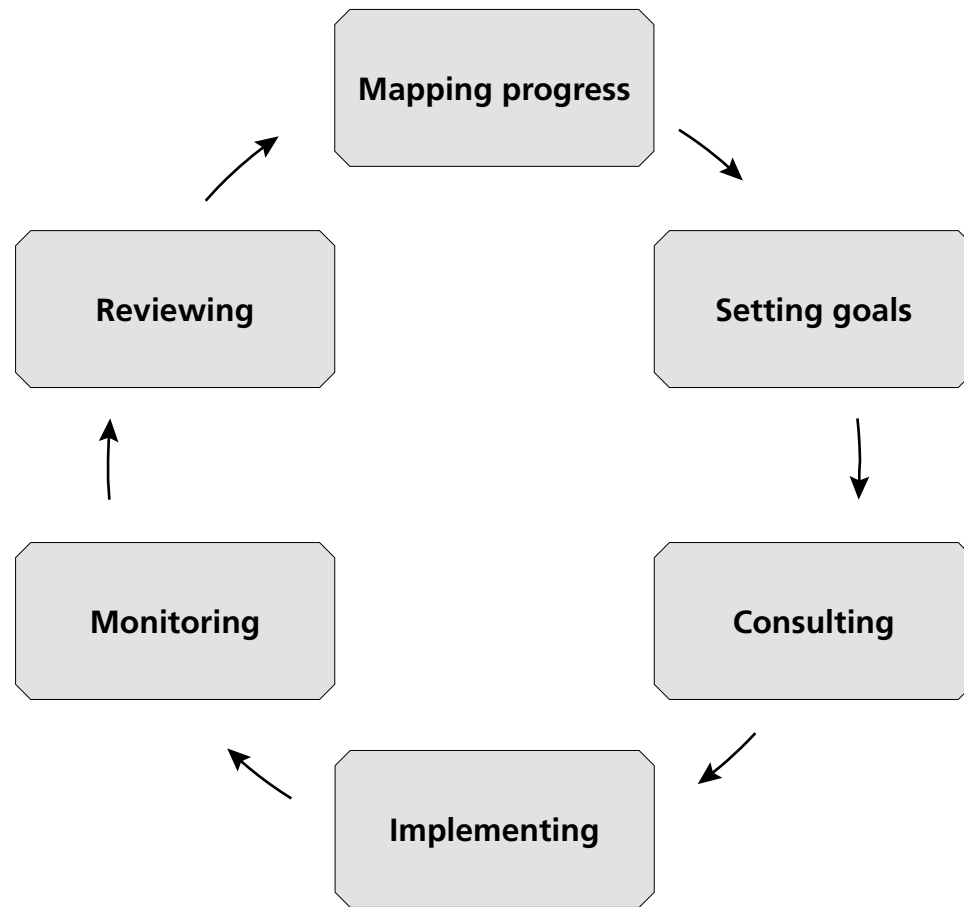 Mapping progress
Setting goals
Consulting
Implementing
Monitoring
Reviewing